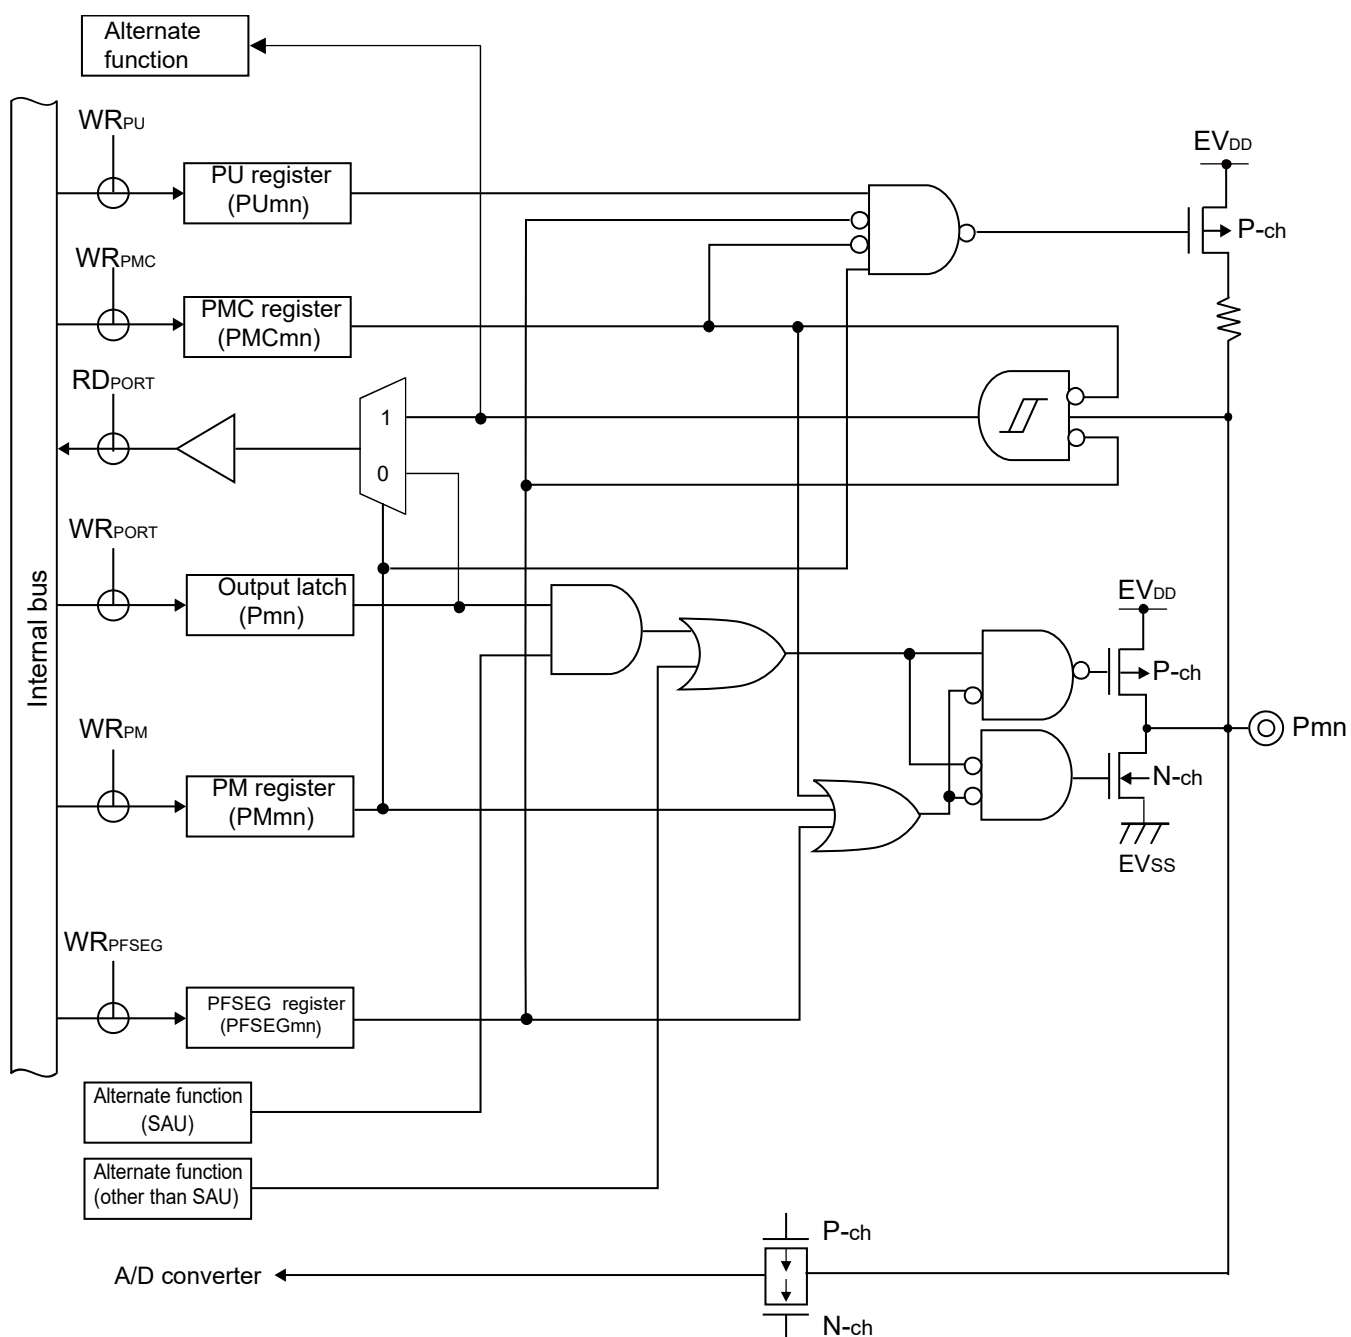 Alternate
function
WRPU
PU register
(PUmn)
EVDD
P-ch
WRPMC
PMC register
(PMCmn)
RDPORT
1
0
WRPORT
Output latch
(Pmn)
Internal bus
EVDD
P-ch
Pmn
N-ch
EVSS
WRPM
PM register
(PMmn)
WRPFSEG
PFSEG register
(PFSEGmn)
Alternate function
(SAU)
Alternate function
(other than SAU)
P-ch
A/D converter
N-ch